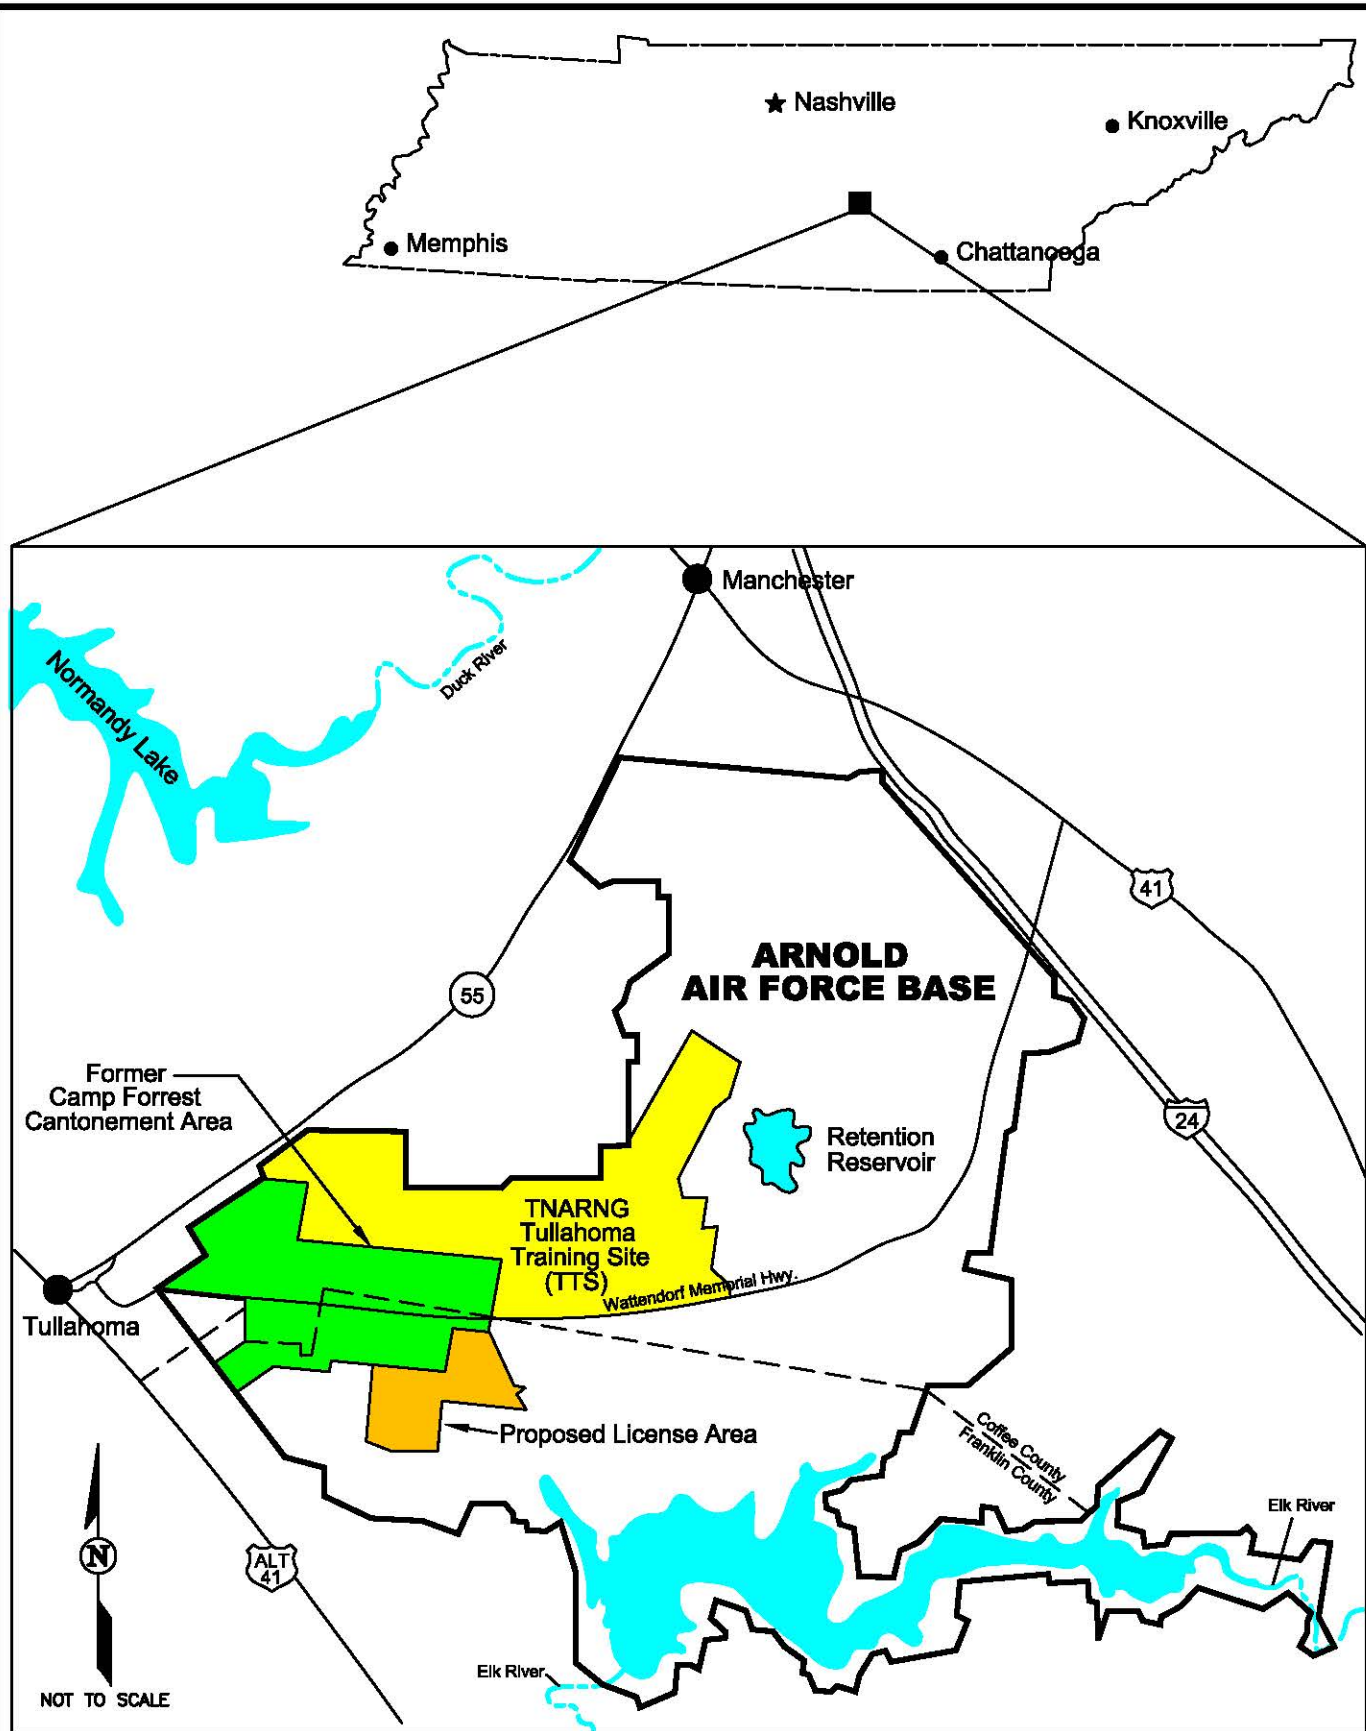 Nashville
Knoxville
Memphis
Chattanooga
Manchester
Duck River
Normandy Lake
41
ARNOLD
AIR FORCE BASE
55
Former
Camp Forrest
Cantonement Area
24
Retention
Reservoir
TNARNG
Tullahoma
Training Site
(TTS)
Wattendorf Memorial Hwy.
Tullahoma
Proposed License Area
Coffee County
Franklin County
Elk River
N
ALT
41
Elk River
NOT TO SCALE